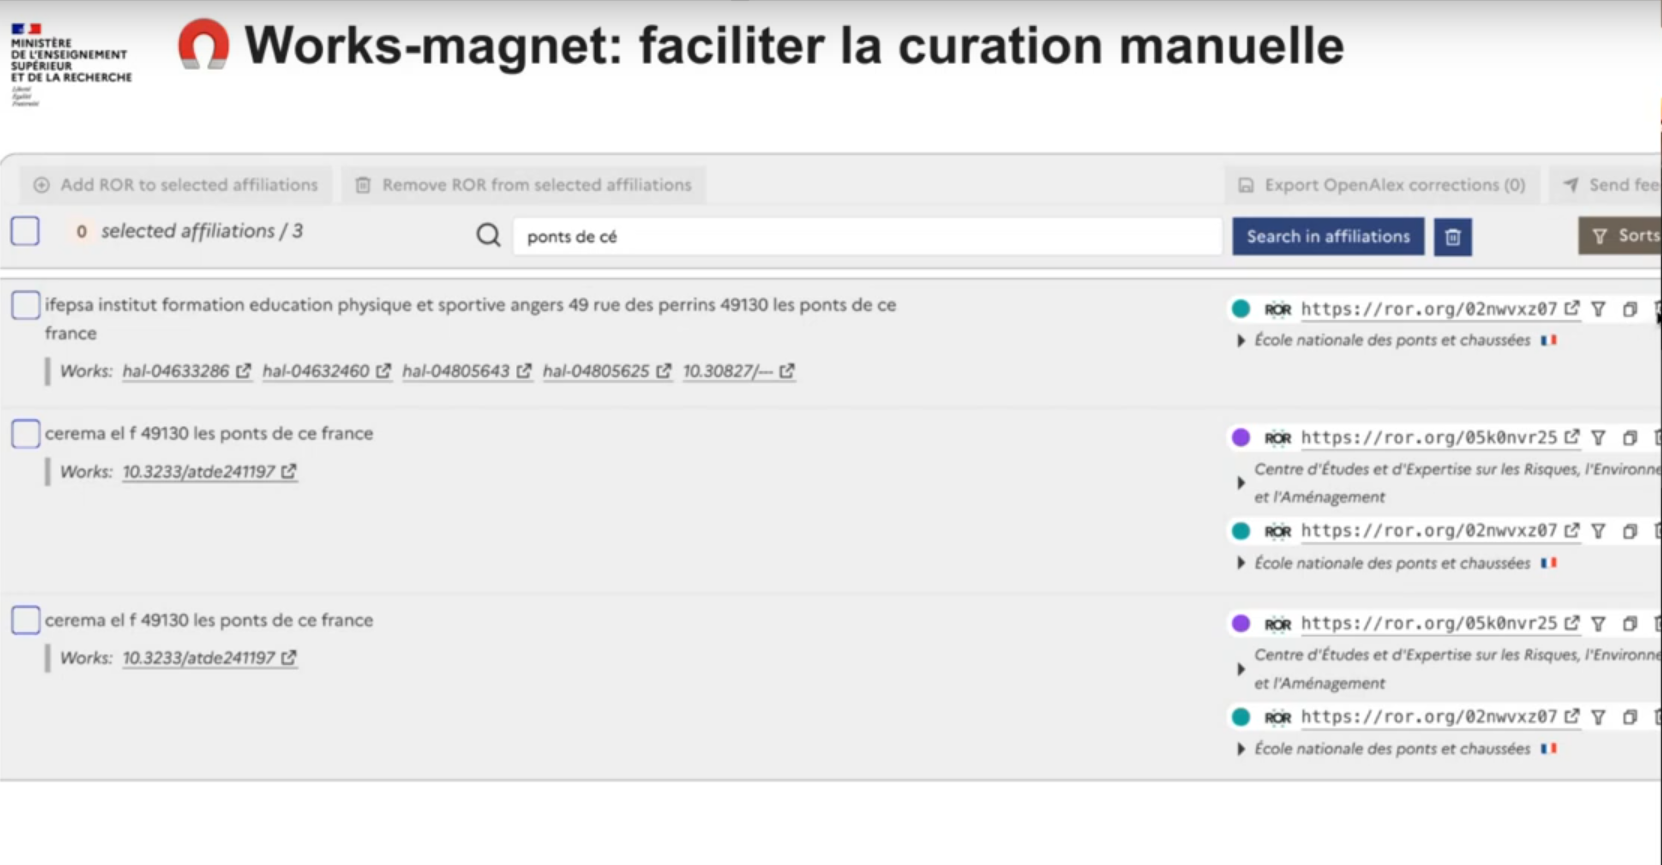 MINISTÈRE
DE L'ENSEIGNEMENT
SUPÉRIEUR
ET DE LA RECHERCHE
Liberté
Égalité
Fraternité
Works-magnet: faciliter la curation manuelle
Add ROR to selected affiliations
Remove ROR from selected affiliations
Export OpenAlex corrections (0)
Send fee
0 selected affiliations / 3
ponts de cé
Search in affiliations
Sorts
ifepsa institut formation education physique et sportive angers 49 rue des perrins 49130 les ponts de ce
france
Works: hal-04633286 hal-04632460 hal-04805643 hal-04805625 10.30827/---
ROR https://ror.org/02nwvxz07
École nationale des ponts et chaussées
cerema el f 49130 les ponts de ce france
Works: 10.3233/atde241197
ROR https://ror.org/05k0nvr25
Centre d'Études et d'Expertise sur les Risques, l'Environne
et l'Aménagement
ROR https://ror.org/02nwvxz07
École nationale des ponts et chaussées
cerema el f 49130 les ponts de ce france
Works: 10.3233/atde241197
ROR https://ror.org/05k0nvr25
Centre d'Études et d'Expertise sur les Risques, l'Environne
et l'Aménagement
ROR https://ror.org/02nwvxz07
École nationale des ponts et chaussées